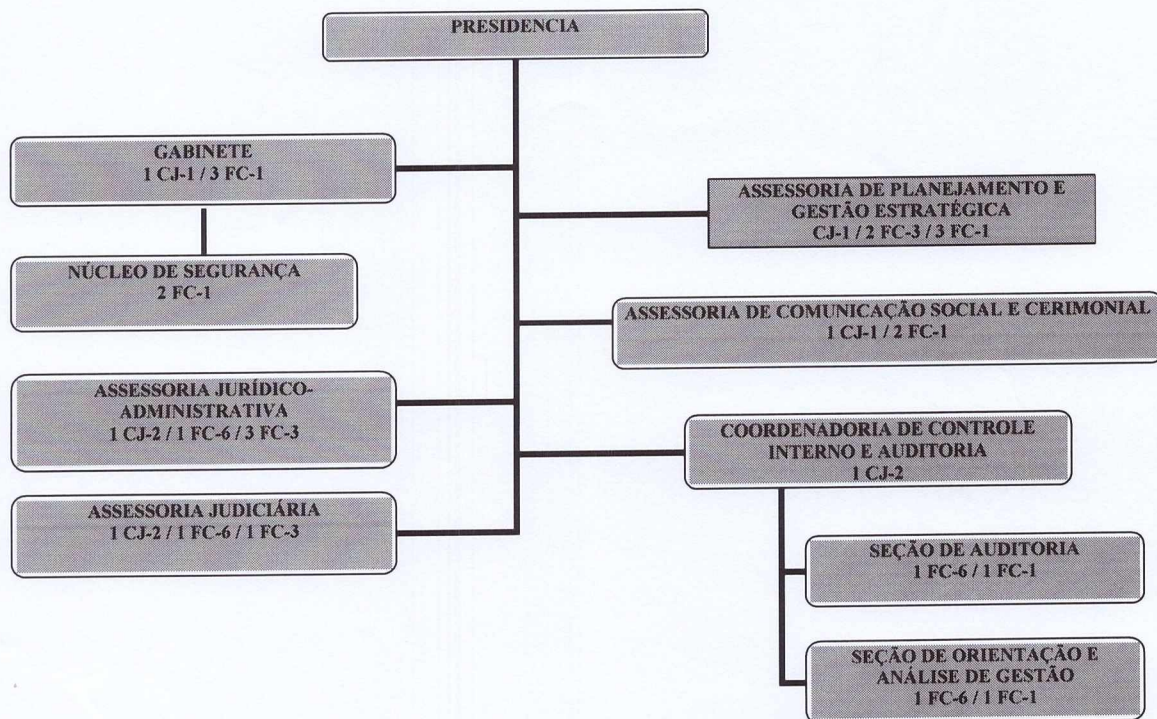 PRESIDENCIA
GABINETE
1 CJ-1 / 3 FC-1
NÚCLEO DE SEGURANÇA
2 FC-1
ASSESSORIA JURÍDICO-
ADMINISTRATIVA
1 CJ-2 / 1 FC-6 / 3 FC-3
ASSESSORIA JUDICIÁRIA
1 CJ-2 / 1 FC-6 / 1 FC-3
ASSESSORIA DE PLANEJAMENTO E
GESTÃO ESTRATÉGICA
CJ-1 / 2 FC-3 / 3 FC-1
ASSESSORIA DE COMUNICAÇÃO SOCIAL E CERIMONIAL
1 CJ-1 / 2 FC-1
COORDENADORIA DE CONTROLE
INTERNO E AUDITORIA
1 CJ-2
SEÇÃO DE AUDITORIA
1 FC-6 / 1 FC-1
SEÇÃO DE ORIENTAÇÃO E
ANÁLISE DE GESTÃO
1 FC-6 / 1 FC-1